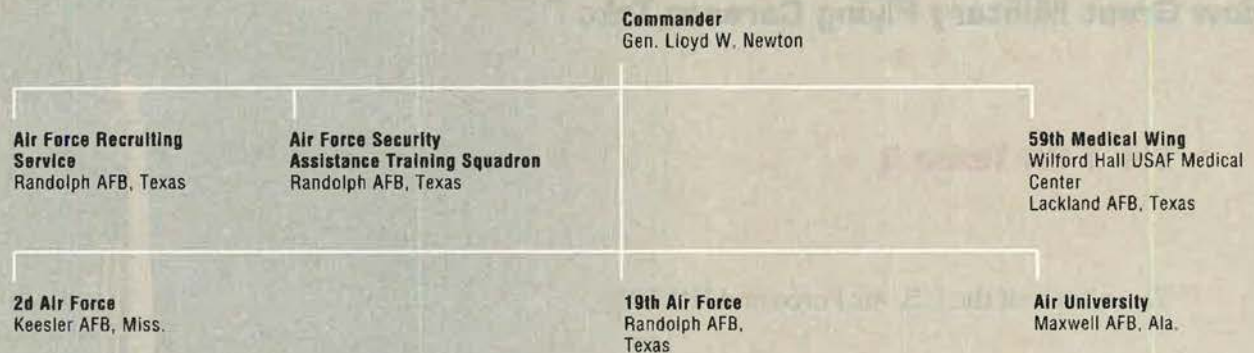 Commander
Gen. Lloyd W. Newton
Air Force Recruiting
Service
Randolph AFB, Texas
Air Force Security
Assistance Training Squadron
Randolph AFB, Texas
59th Medical Wing
Wilford Hall USAF Medical
Center
Lackland AFB, Texas
2d Air Force
Keesler AFB, Miss.
19th Air Force
Randolph AFB,
Texas
Air University
Maxwell AFB, Ala.